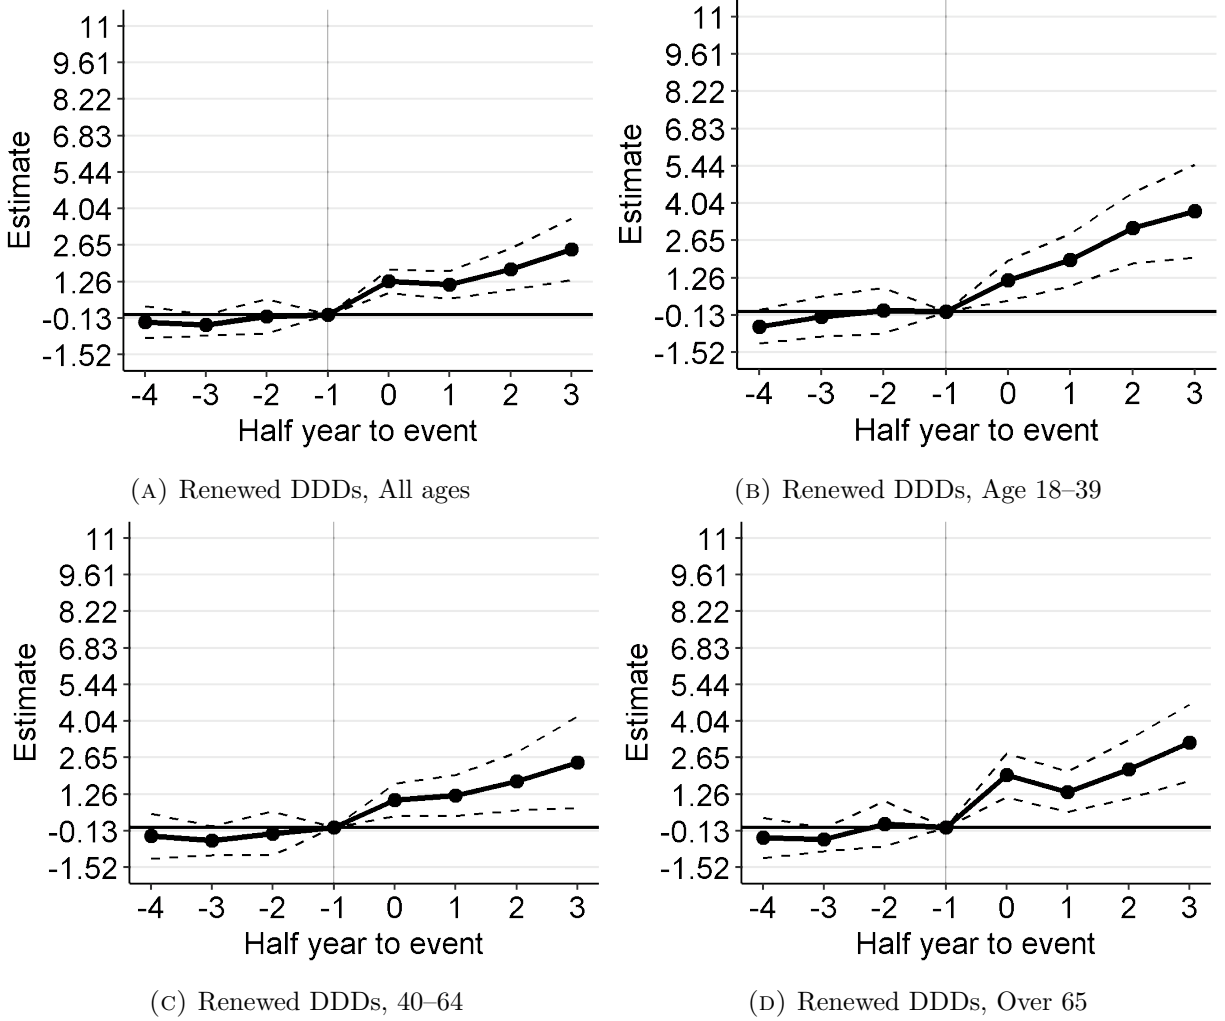 11
9.61
8.22
6.83
5.44
4.04
2.65
1.26
-0.13
-1.52
Estimate
-4 -3 -2 -1 0 1 2 3
Half year to event
(A) Renewed DDDs, All ages
11
9.61
8.22
6.83
5.44
4.04
2.65
1.26
-0.13
-1.52
Estimate
-4 -3 -2 -1 0 1 2 3
Half year to event
(B) Renewed DDDs, Age 18–39
11
9.61
8.22
6.83
5.44
4.04
2.65
1.26
-0.13
-1.52
Estimate
-4 -3 -2 -1 0 1 2 3
Half year to event
(C) Renewed DDDs, 40–64
11
9.61
8.22
6.83
5.44
4.04
2.65
1.26
-0.13
-1.52
Estimate
-4 -3 -2 -1 0 1 2 3
Half year to event
(D) Renewed DDDs, Over 65